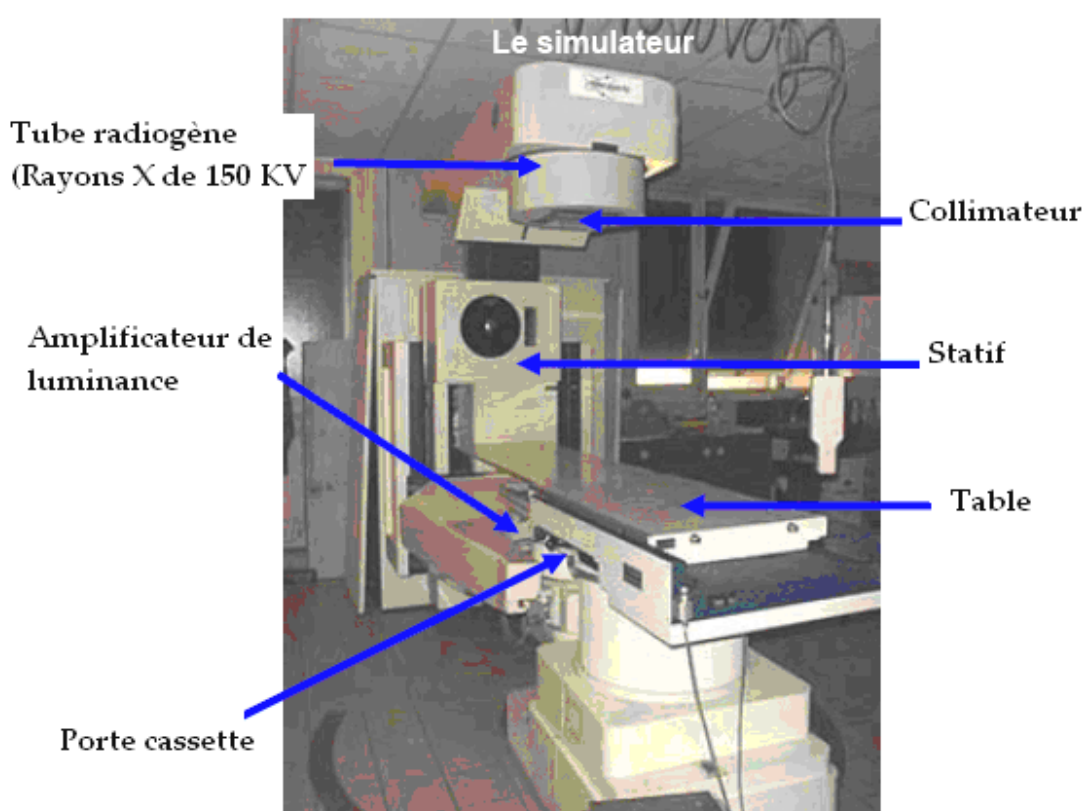 Le simulateur
Tube radiogène
(Rayons X de 150 KV
Collimateur
Amplificateur de
luminance
Statif
Table
Porte cassette